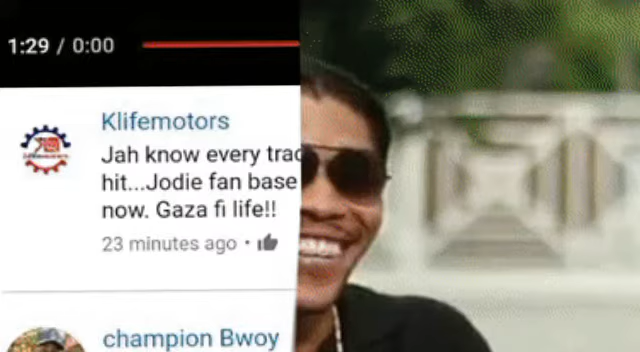 1:29 / 0:00
Klifemotors
Jah know every trac
hit...Jodie fan base
now. Gaza fi life!!
23 minutes ago •
champion Bwoy